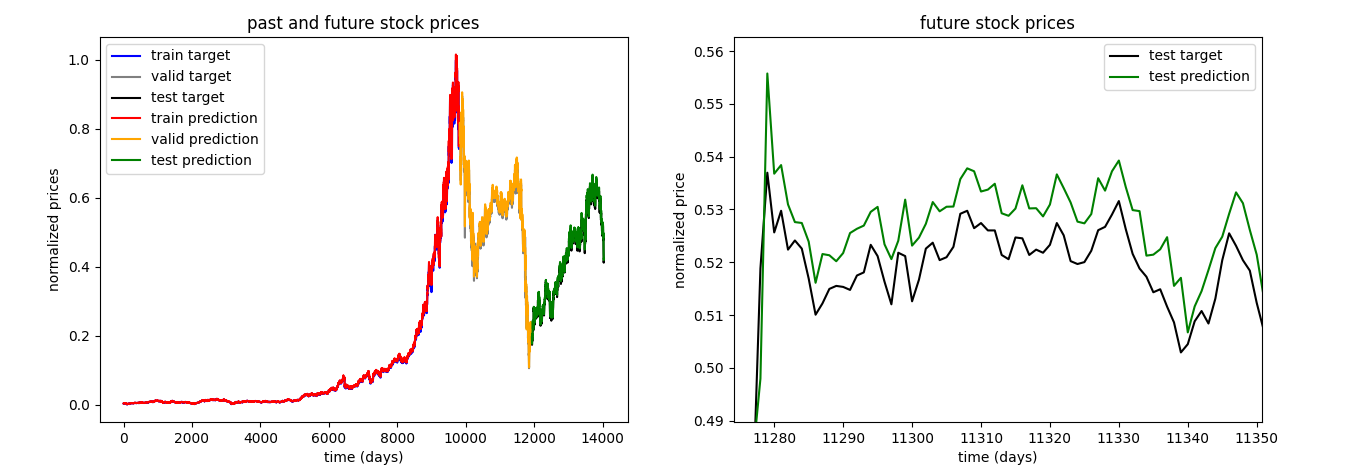 past and future stock prices
train target
valid target
test target
train prediction
valid prediction
test prediction
normalized prices
1.0
0.8
0.6
0.4
0.2
0.0
0 2000 4000 6000 8000 10000 12000 14000
time (days)
future stock prices
test target
test prediction
normalized price
0.56
0.55
0.54
0.53
0.52
0.51
0.50
0.49
11280 11290 11300 11310 11320 11330 11340 11350
time (days)